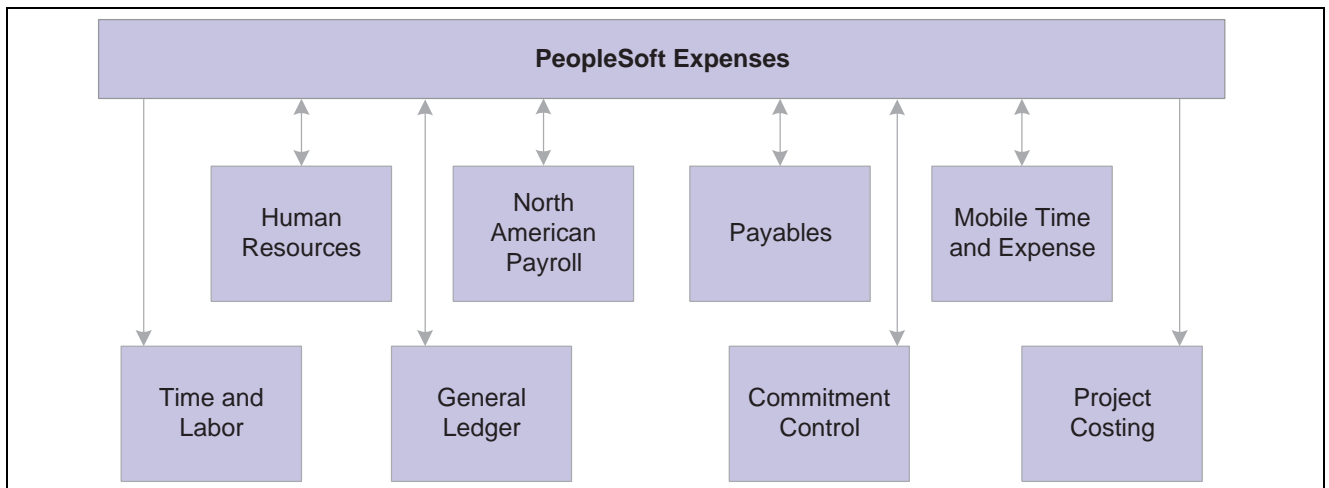 PeopleSoft Expenses
Human
Resources
North
American
Payroll
Payables
Mobile Time
and Expense
Time and
Labor
General
Ledger
Commitment
Control
Project
Costing